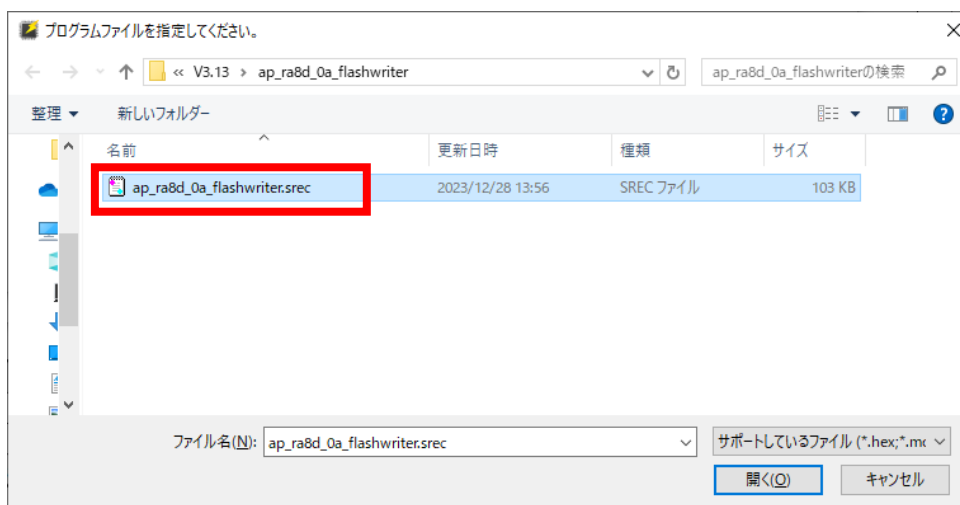 プログラムファイルを指定してください。
« V3.13 › ap_ra8d_0a_flashwriter
ap_ra8d_0a_flashwriterの検索
整理 新しいフォルダー
名前 更新日時 種類 サイズ
ap_ra8d_0a_flashwriter.srec 2023/12/28 13:56 SREC ファイル 103 KB
ファイル名(N): ap_ra8d_0a_flashwriter.srec サポートしているファイル (*.hex;*.mc
開く(O) キャンセル